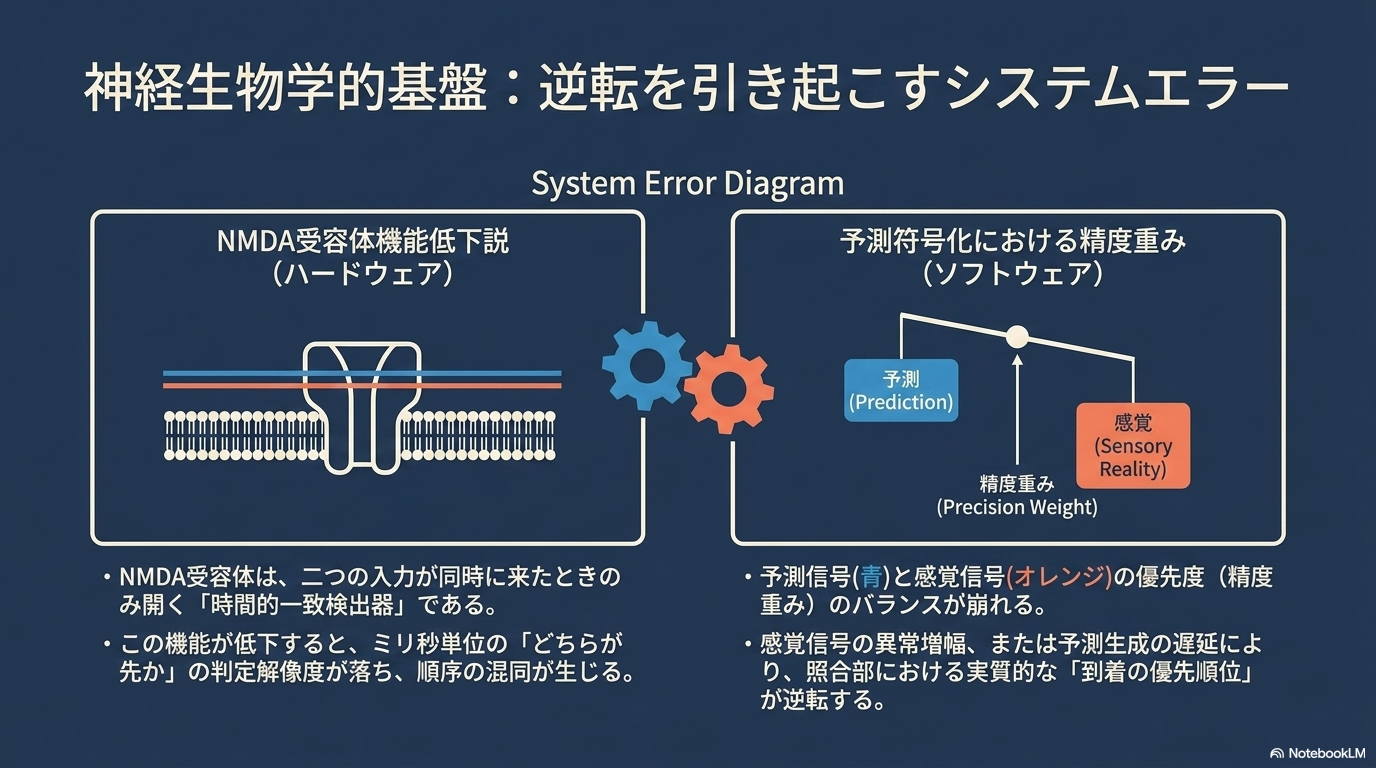 神経生物学的基盤：逆転を引き起こすシステムエラー
System Error Diagram
NMDA受容体機能低下説
（ハードウェア）
・NMDA受容体は、二つの入力が同時に来たときの
み開く「時間的一致検出器」である。
・この機能が低下すると、ミリ秒単位の「どちらが
先か」の判定解像度が落ち、順序の混同が生じる。
予測符号化における精度重み
（ソフトウェア）
予測
(Prediction)
感覚
(Sensory
Reality)
精度重み
(Precision Weight)
・予測信号(青)と感覚信号(オレンジ)の優先度（精度
重み）のバランスが崩れる。
・感覚信号の異常増幅、または予測生成の遅延によ
り、照合部における実質的な「到着の優先順位」
が逆転する。
NotebookLM